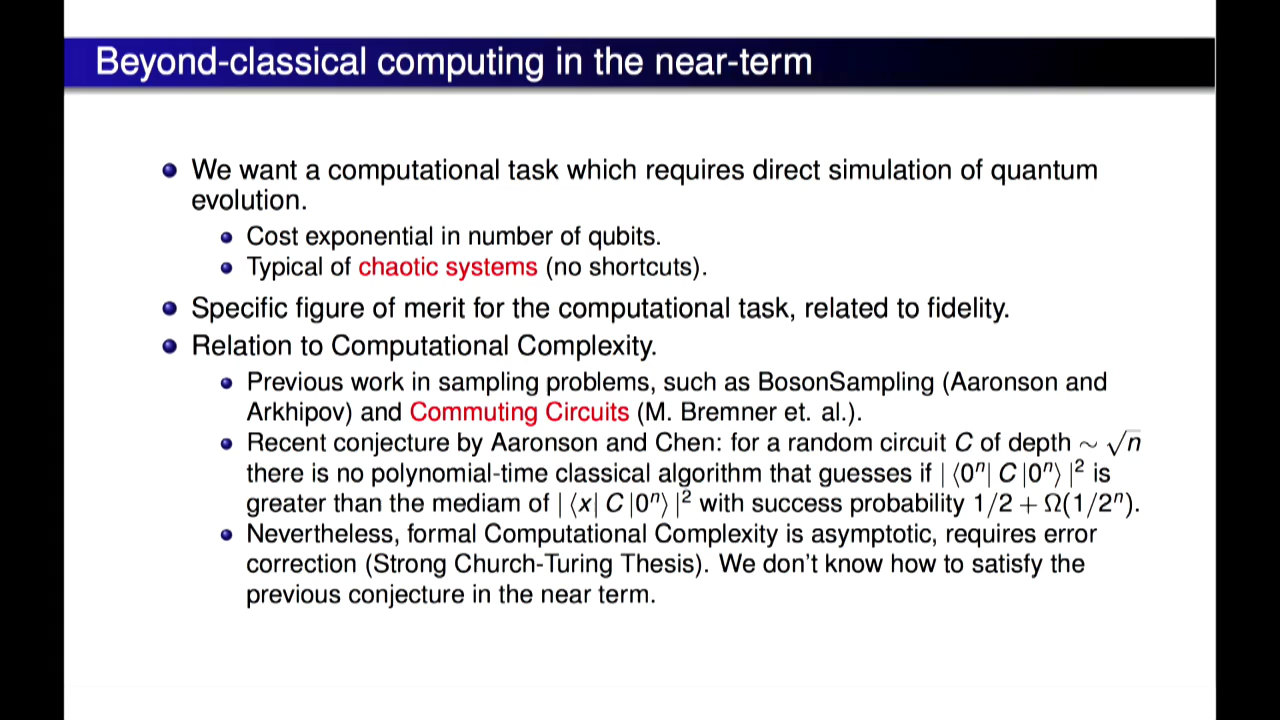 Beyond-classical computing in the near-term
We want a computational task which requires direct simulation of quantum
evolution.
Cost exponential in number of qubits.
Typical of chaotic systems (no shortcuts).
Specific figure of merit for the computational task, related to fidelity.
Relation to Computational Complexity.
Previous work in sampling problems, such as BosonSampling (Aaronson and
Arkhipov) and Commuting Circuits (M. Bremner et. al.).
Recent conjecture by Aaronson and Chen: for a random circuit C of depth ∼ √n
there is no polynomial-time classical algorithm that guesses if |⟨0ⁿ| C |0ⁿ⟩|² is
greater than the mediam of |⟨x| C |0ⁿ⟩|² with success probability 1/2 + Ω(1/2ⁿ).
Nevertheless, formal Computational Complexity is asymptotic, requires error
correction (Strong Church-Turing Thesis). We don't know how to satisfy the
previous conjecture in the near term.